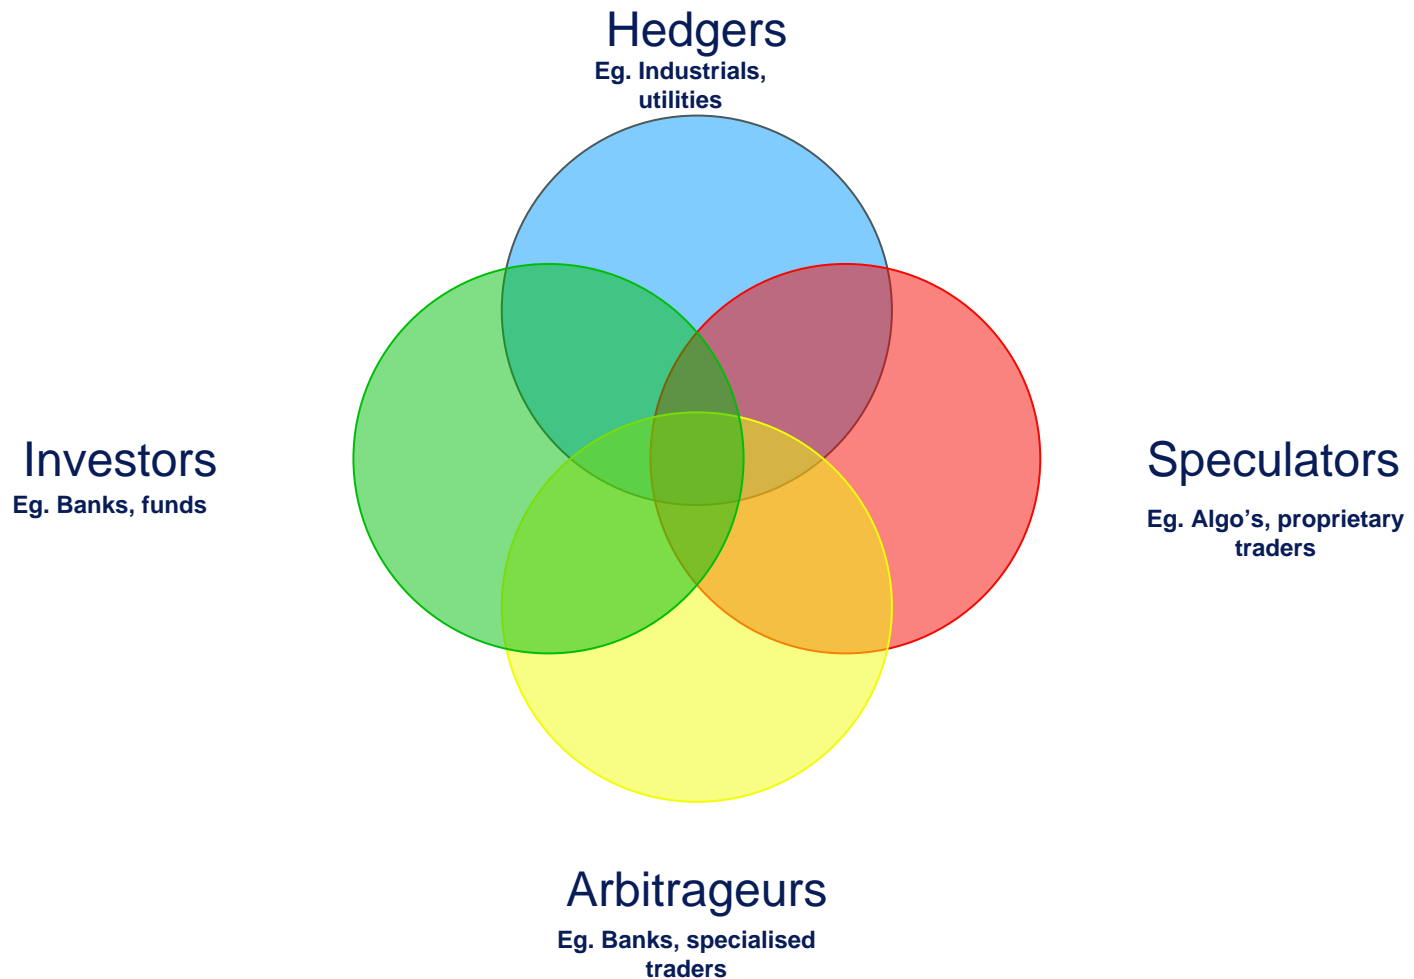 Hedgers
Eg. Industrials,
utilities
Investors
Eg. Banks, funds
Speculators
Eg. Algo’s, proprietary
traders
Arbitrageurs
Eg. Banks, specialised
traders